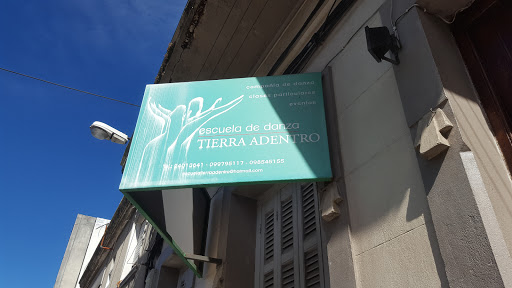 compañía de danza
clases particulares
eventos
escuela de danza
TIERRA ADENTRO